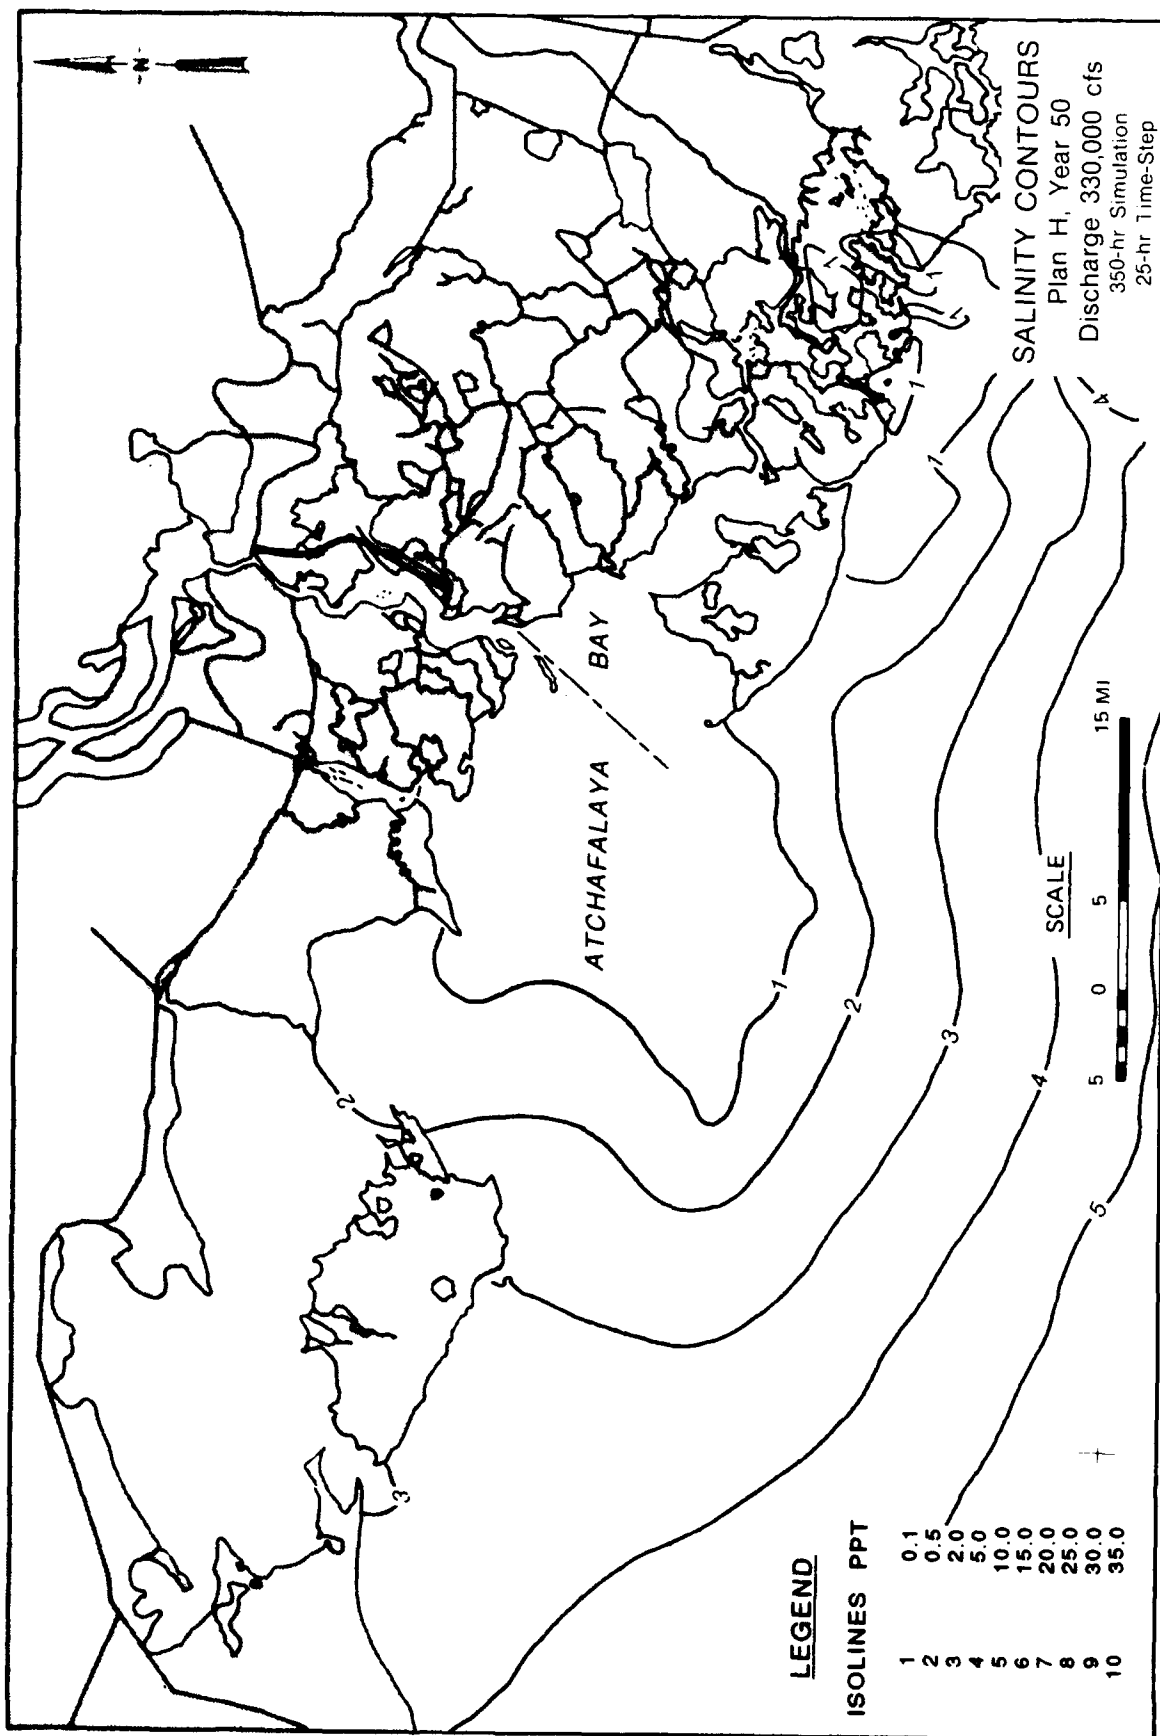 N
ATCHAFALAYA BAY
1
1
1
1
1
1
1
2
2
3
3
4
4
5
SALINITY CONTOURS
Plan H, Year 50
Discharge 330,000 cfs
350-hr Simulation
25-hr Time-Step
SCALE
5 0 5 15 MI
LEGEND
ISOLINES PPT
1 0.1
2 0.5
3 2.0
4 5.0
5 10.0
6 15.0
7 20.0
8 25.0
9 30.0
10 35.0